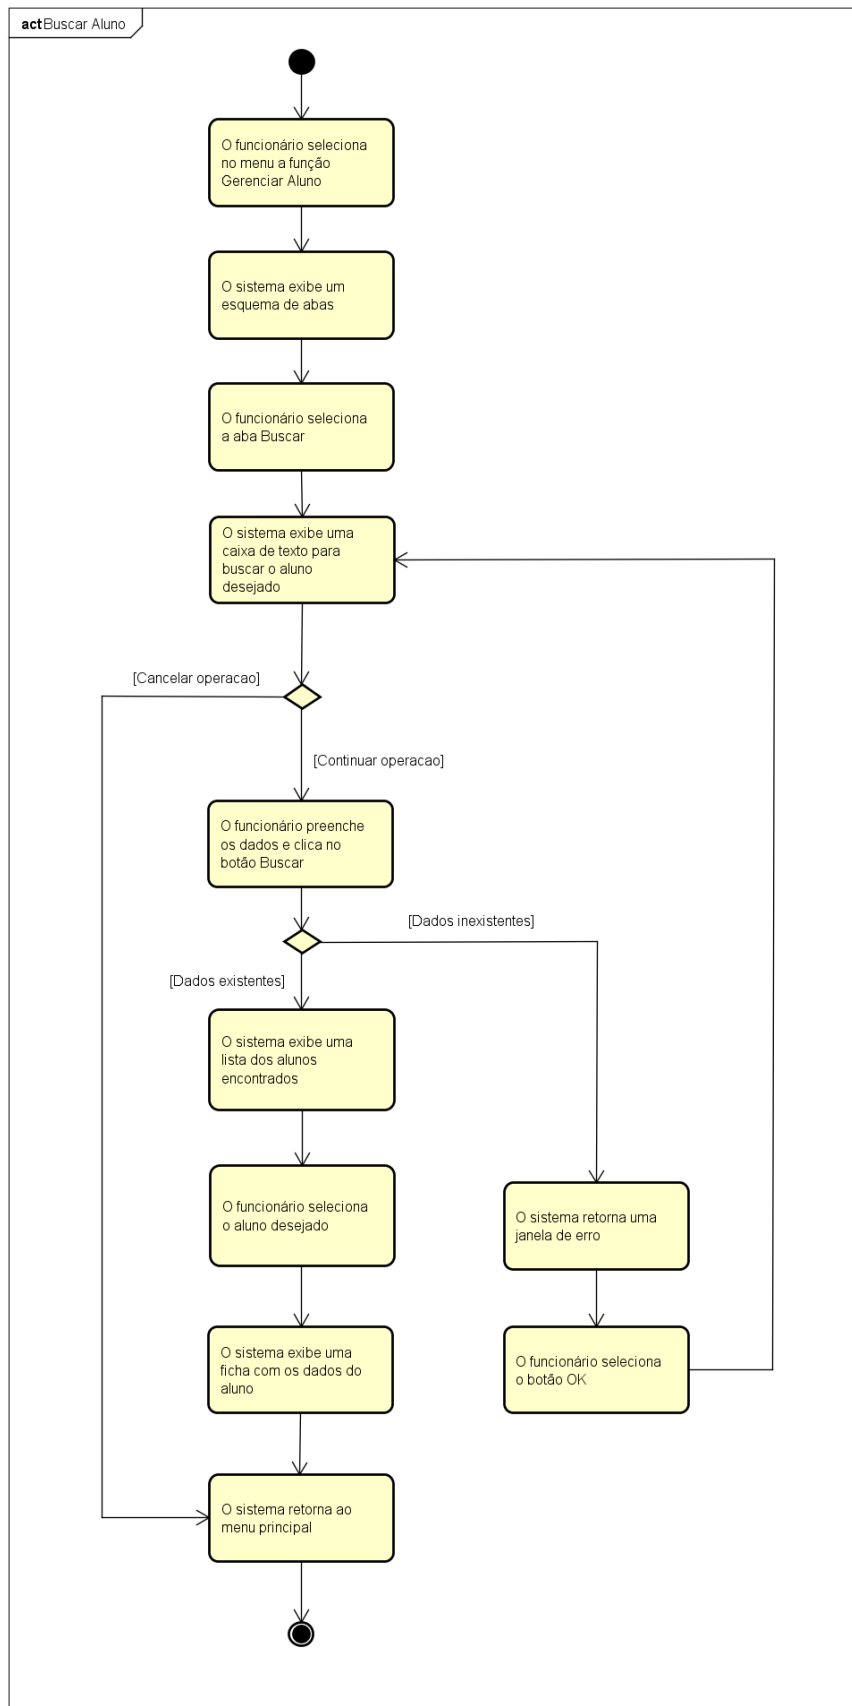 act Buscar Aluno
O funcionário seleciona
no menu a função
Gerenciar Aluno
O sistema exibe um
esquema de abas
O funcionário seleciona
a aba Buscar
O sistema exibe uma
caixa de texto para
buscar o aluno
desejado
[Cancelar operacao]
[Continuar operacao]
O funcionário preenche
os dados e clica no
botão Buscar
[Dados inexistentes]
[Dados existentes]
O sistema exibe uma
lista dos alunos
encontrados
O funcionário seleciona
o aluno desejado
O sistema retorna uma
janela de erro
O sistema exibe uma
ficha com os dados do
aluno
O funcionário seleciona
o botão OK
O sistema retorna ao
menu principal